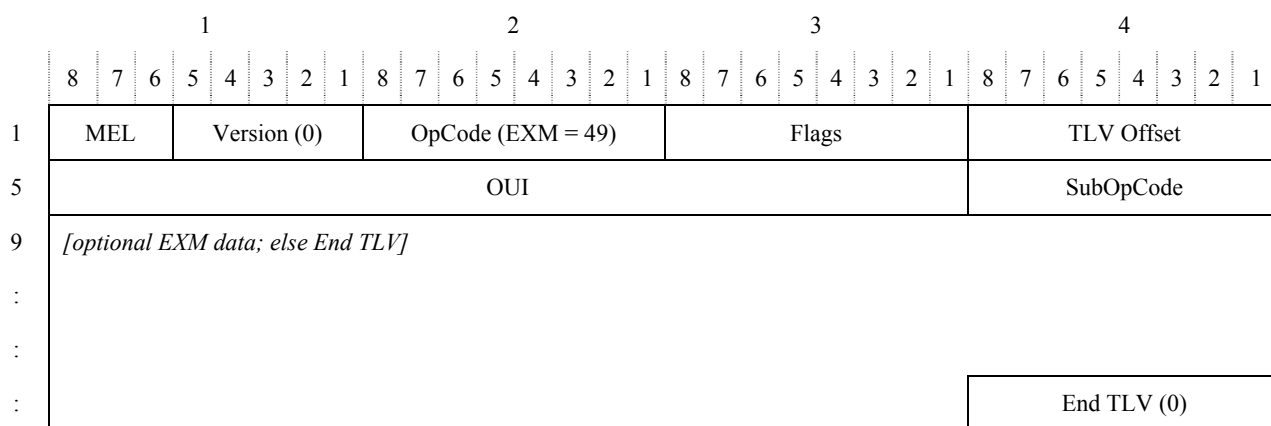 1 2 3 4
8 7 6 5 4 3 2 1 8 7 6 5 4 3 2 1 8 7 6 5 4 3 2 1 8 7 6 5 4 3 2 1
1 MEL Version (0) OpCode (EXM = 49) Flags TLV Offset
5 OUI SubOpCode
9 [optional EXM data; else End TLV]
:
:
: End TLV (0)